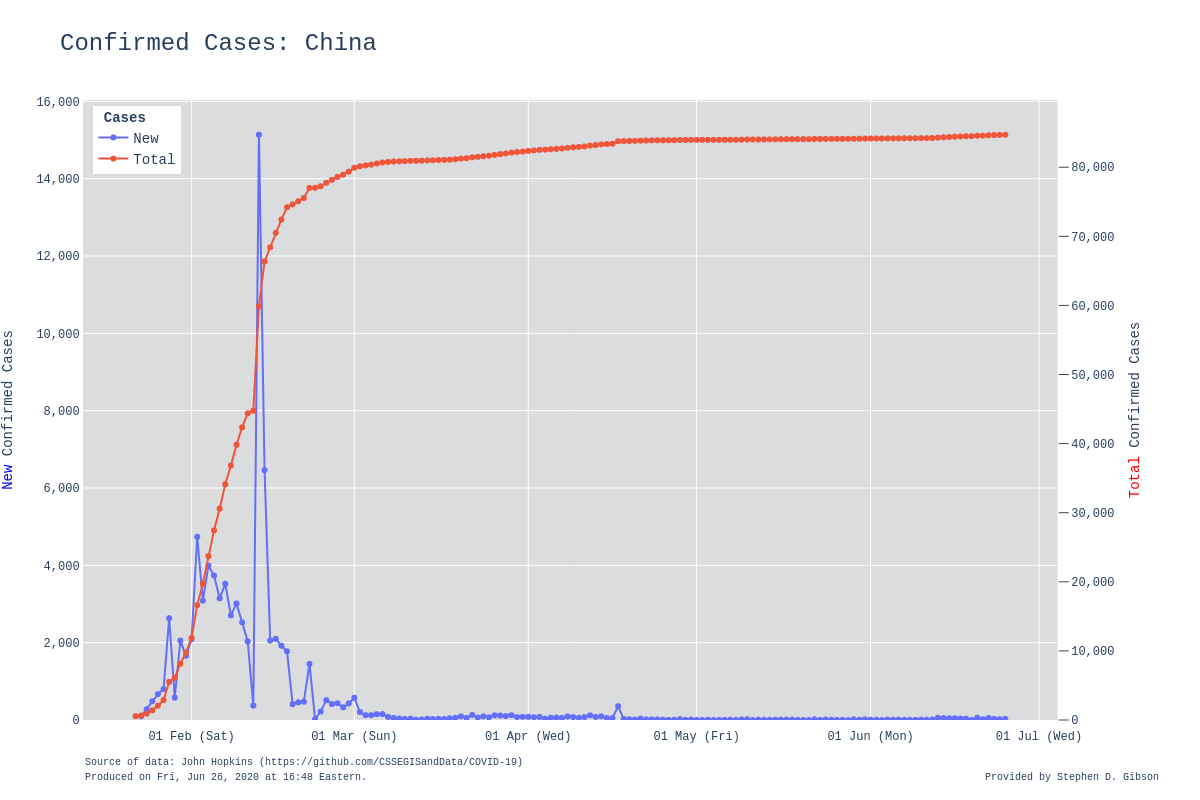 Confirmed Cases: China
Cases
New
Total
16,000
14,000
12,000
10,000
8,000
6,000
4,000
2,000
0
New Confirmed Cases
80,000
70,000
60,000
50,000
40,000
30,000
20,000
10,000
0
Total Confirmed Cases
01 Feb (Sat)
01 Mar (Sun)
01 Apr (Wed)
01 May (Fri)
01 Jun (Mon)
01 Jul (Wed)
Source of data: John Hopkins (https://github.com/CSSEGISandData/COVID-19)
Produced on Fri, Jun 26, 2020 at 16:48 Eastern.
Provided by Stephen D. Gibson